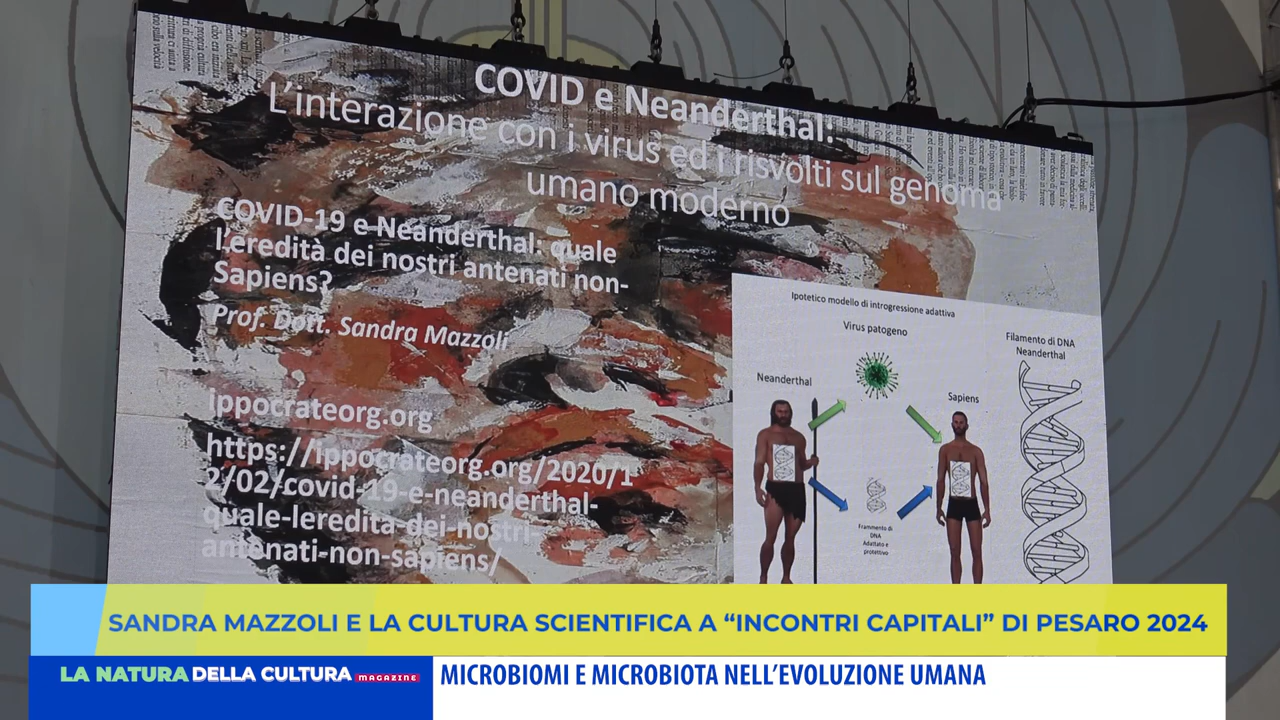 COVID e Neanderthal:
L'interazione con i virus ed i risvolti sul genoma
umano moderno
COVID-19 e Neanderthal: quale
l'eredità dei nostri antenati non-
Sapiens?
Prof. Dott. Sandra Mazzoli
ippocrateorg.org
https://ippocrateorg.org/2020/1
2/02/covid-19-e-neanderthal-
quale-leredita-dei-nostri-
antenati-non-sapiens/
Ipotetico modello di introgressione adattiva
Virus patogeno
Filamento di DNA
Neanderthal
Neanderthal
Sapiens
Frammento di
DNA
Adattato e
protettivo
SANDRA MAZZOLI E LA CULTURA SCIENTIFICA A “INCONTRI CAPITALI” DI PESARO 2024
LA NATURA DELLA CULTURA MAGAZINE
MICROBIOMI E MICROBIOTA NELL'EVOLUZIONE UMANA